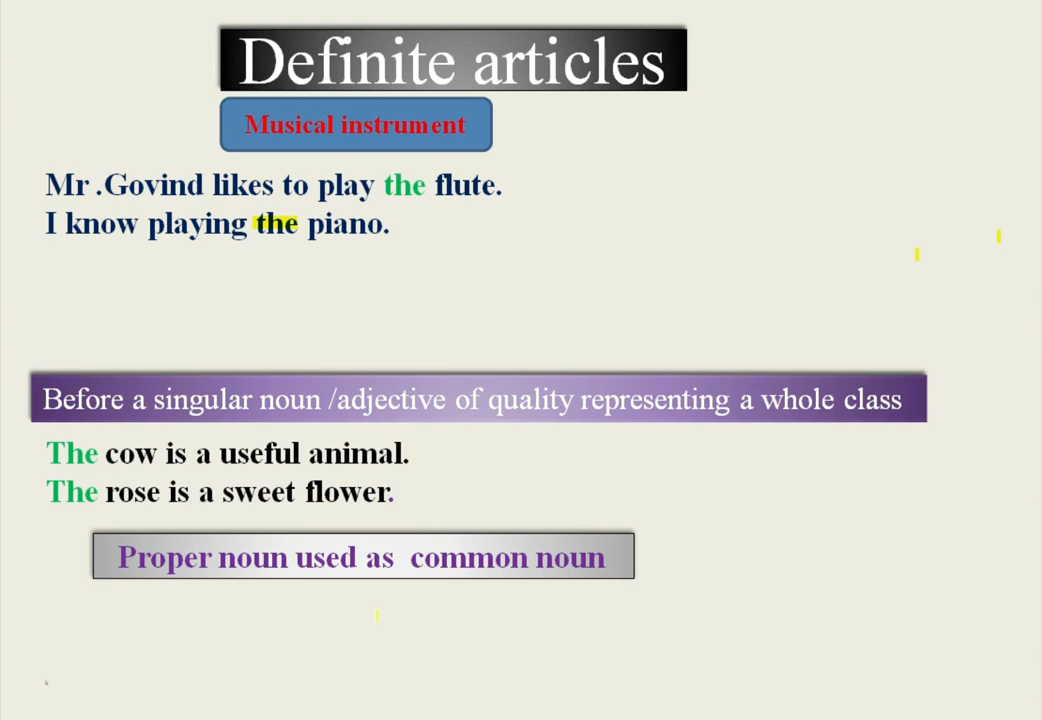 Definite articles
Musical instrument
Mr .Govind likes to play the flute.
I know playing the piano.
Before a singular noun /adjective of quality representing a whole class
The cow is a useful animal.
The rose is a sweet flower.
Proper noun used as common noun